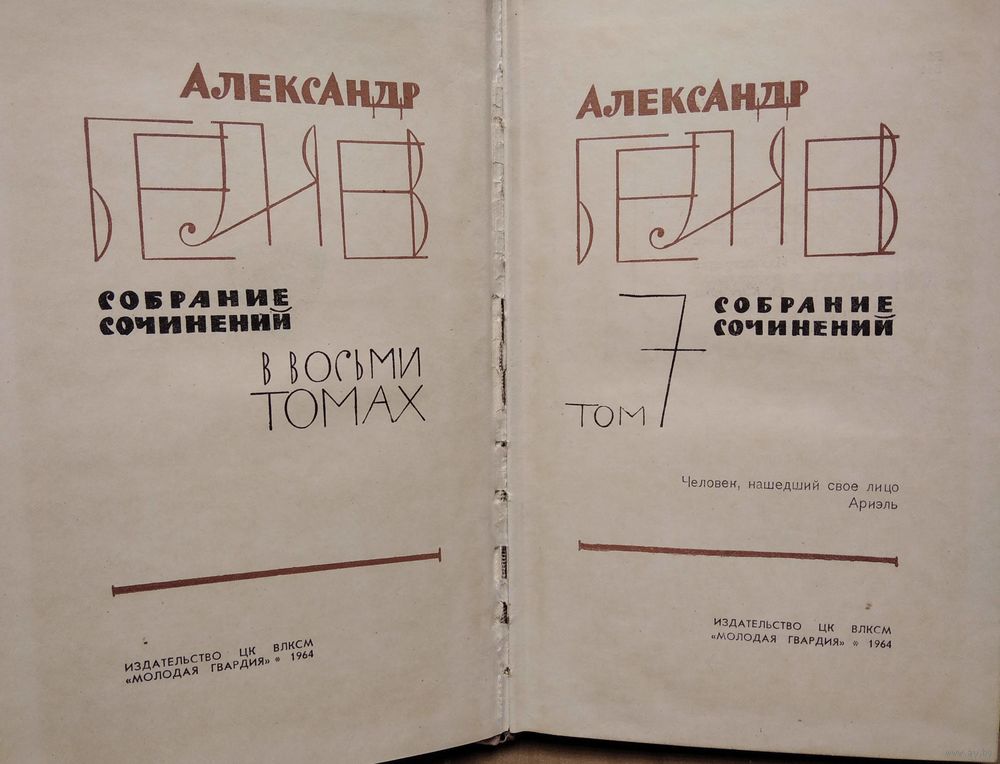 АЛЕКСАНДР
БЕЛЯЕВ
СОБРАНИЕ
СОЧИНЕНИЙ
В ВОСЬМИ
ТОМАХ
ИЗДАТЕЛЬСТВО ЦК ВЛКСМ
«МОЛОДАЯ ГВАРДИЯ» * 1964
АЛЕКСАНДР
БЕЛЯЕВ
СОБРАНИЕ
СОЧИНЕНИЙ
ТОМ 7
Человек, нашедший свое лицо
Ариэль
ИЗДАТЕЛЬСТВО ЦК ВЛКСМ
«МОЛОДАЯ ГВАРДИЯ» * 1964